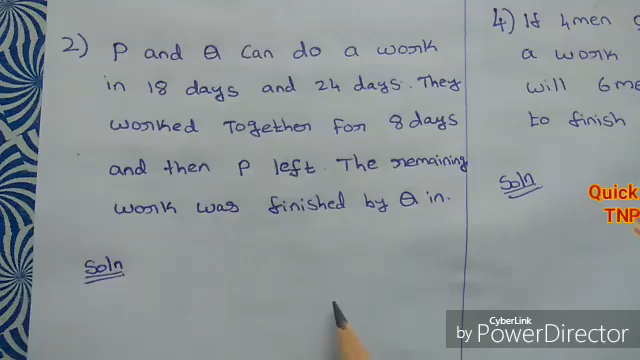 2) P and Q can do a work
in 18 days and 24 days. They
worked Together for 8 days
and then P left. The remaining
work was finished by Q in.
Soln
4) If 4men
a work
will 6me
to finish
Soln
Quick
TNP
CyberLink
by PowerDirector